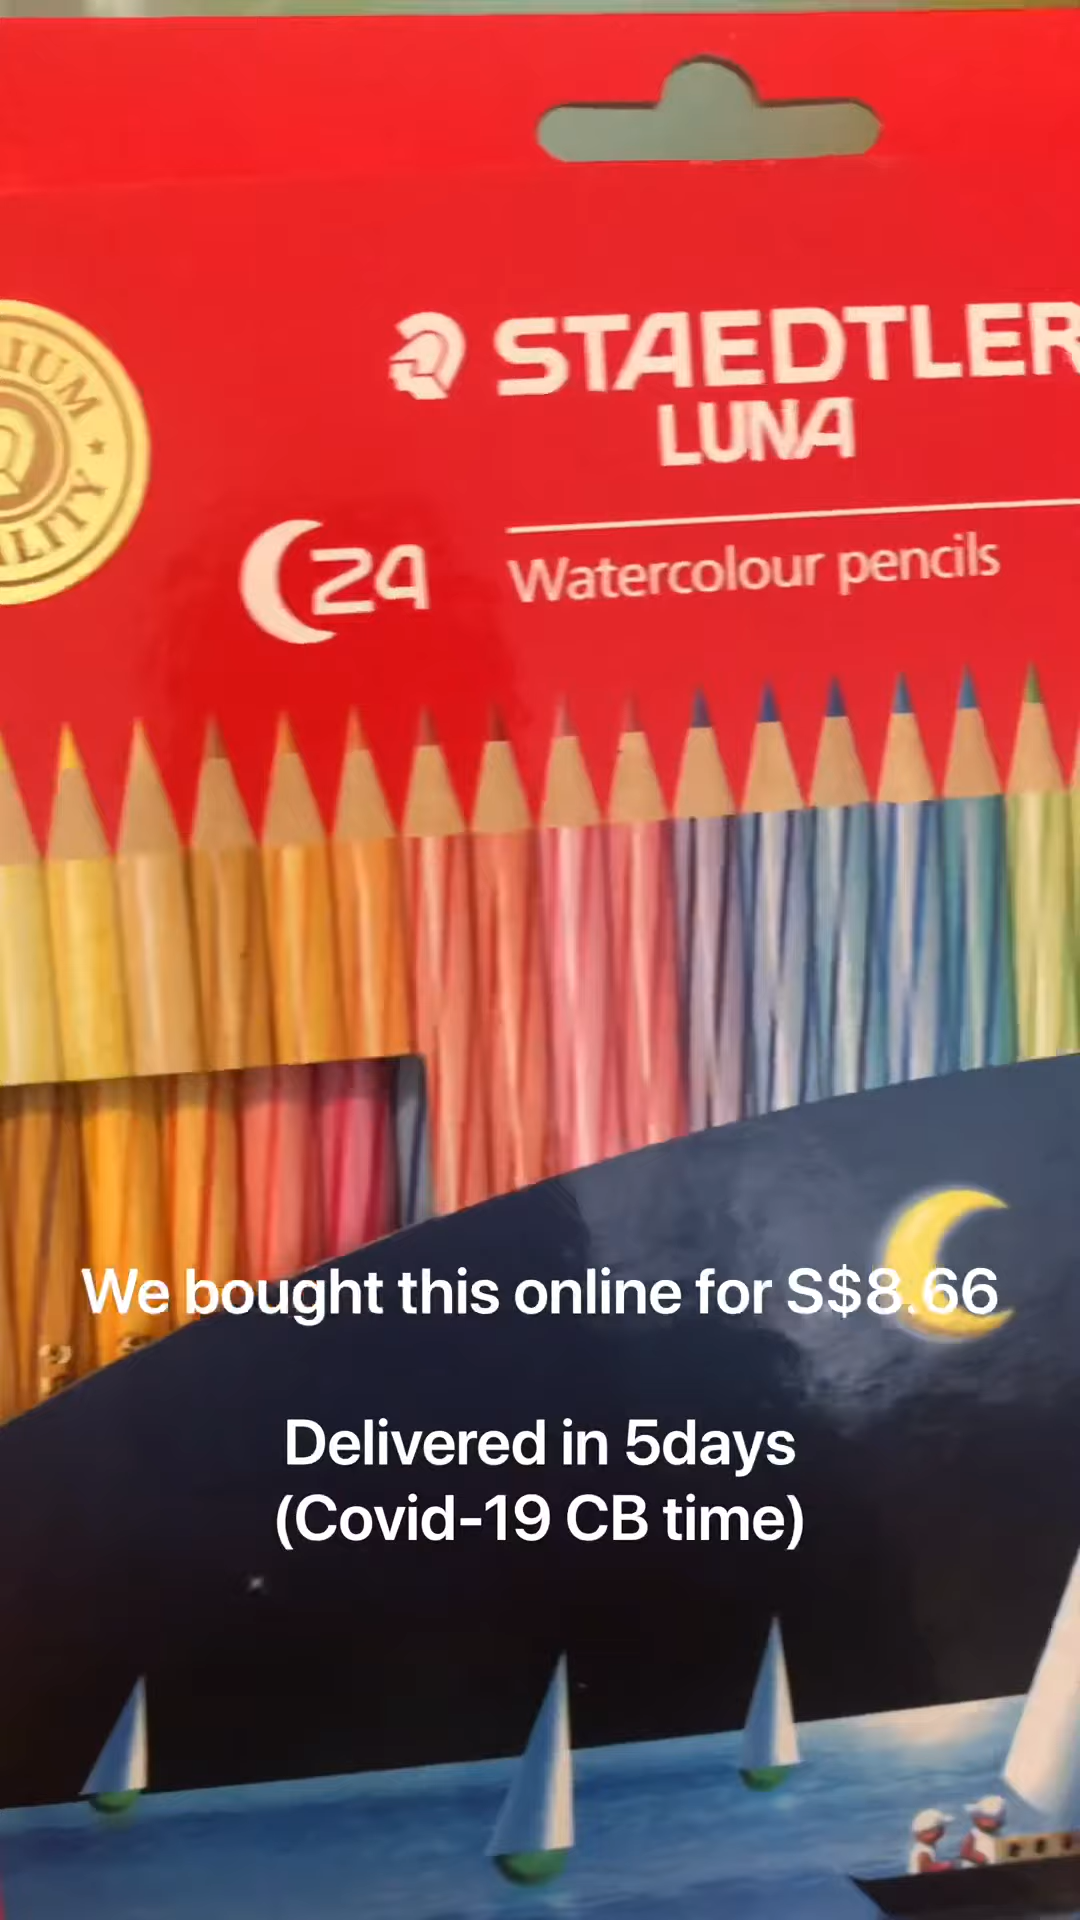 STAEDTLER
LUNA
24
Watercolour pencils
We bought this online for S$8.66
Delivered in 5days
(Covid-19 CB time)